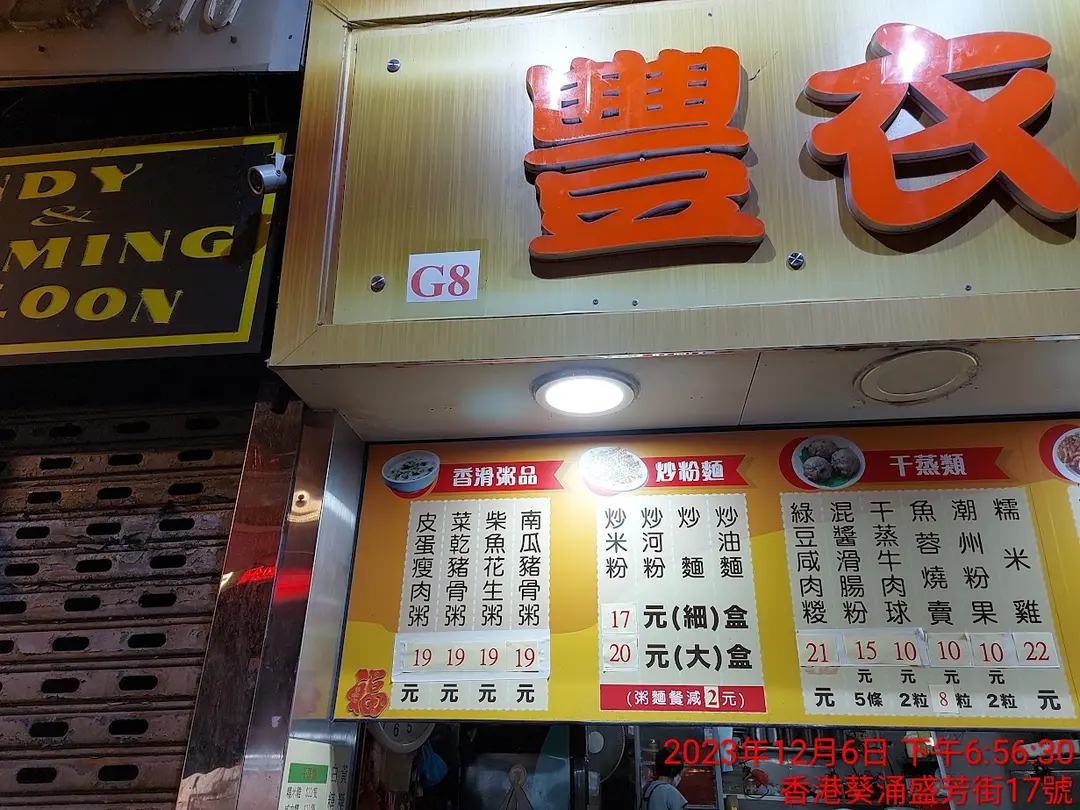 NDY
&
MING
LOON
豐衣
G8
香滑粥品
南瓜豬骨粥
柴魚花生粥
菜乾豬骨粥
皮蛋瘦肉粥
19 19 19 19
元 元 元 元
福
炒粉麵
炒油麵
炒麵
炒河粉
炒米粉
17 元(細)盒
20 元(大)盒
(粥麵餐減2元)
干蒸類
糯米雞
潮州粉果
魚蓉燒賣
干蒸牛肉球
混醬滑腸粉
綠豆咸肉糭
21 15 10 10 10 22
元 元 元 元
元 5條 2粒 8粒 2粒 元
2023年12月6日 下午6:56:30
香港葵涌盛芳街17號